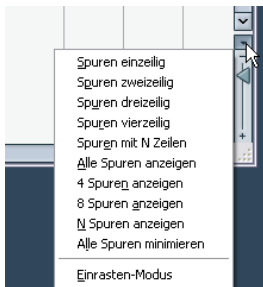 Spuren einzeilig
Spuren zweizeilig
Spuren dreizeilig
Spuren vierzeilig
Spuren mit N Zeilen
Alle Spuren anzeigen
4 Spuren anzeigen
8 Spuren anzeigen
N Spuren anzeigen
Alle Spuren minimieren
Einrasten-Modus